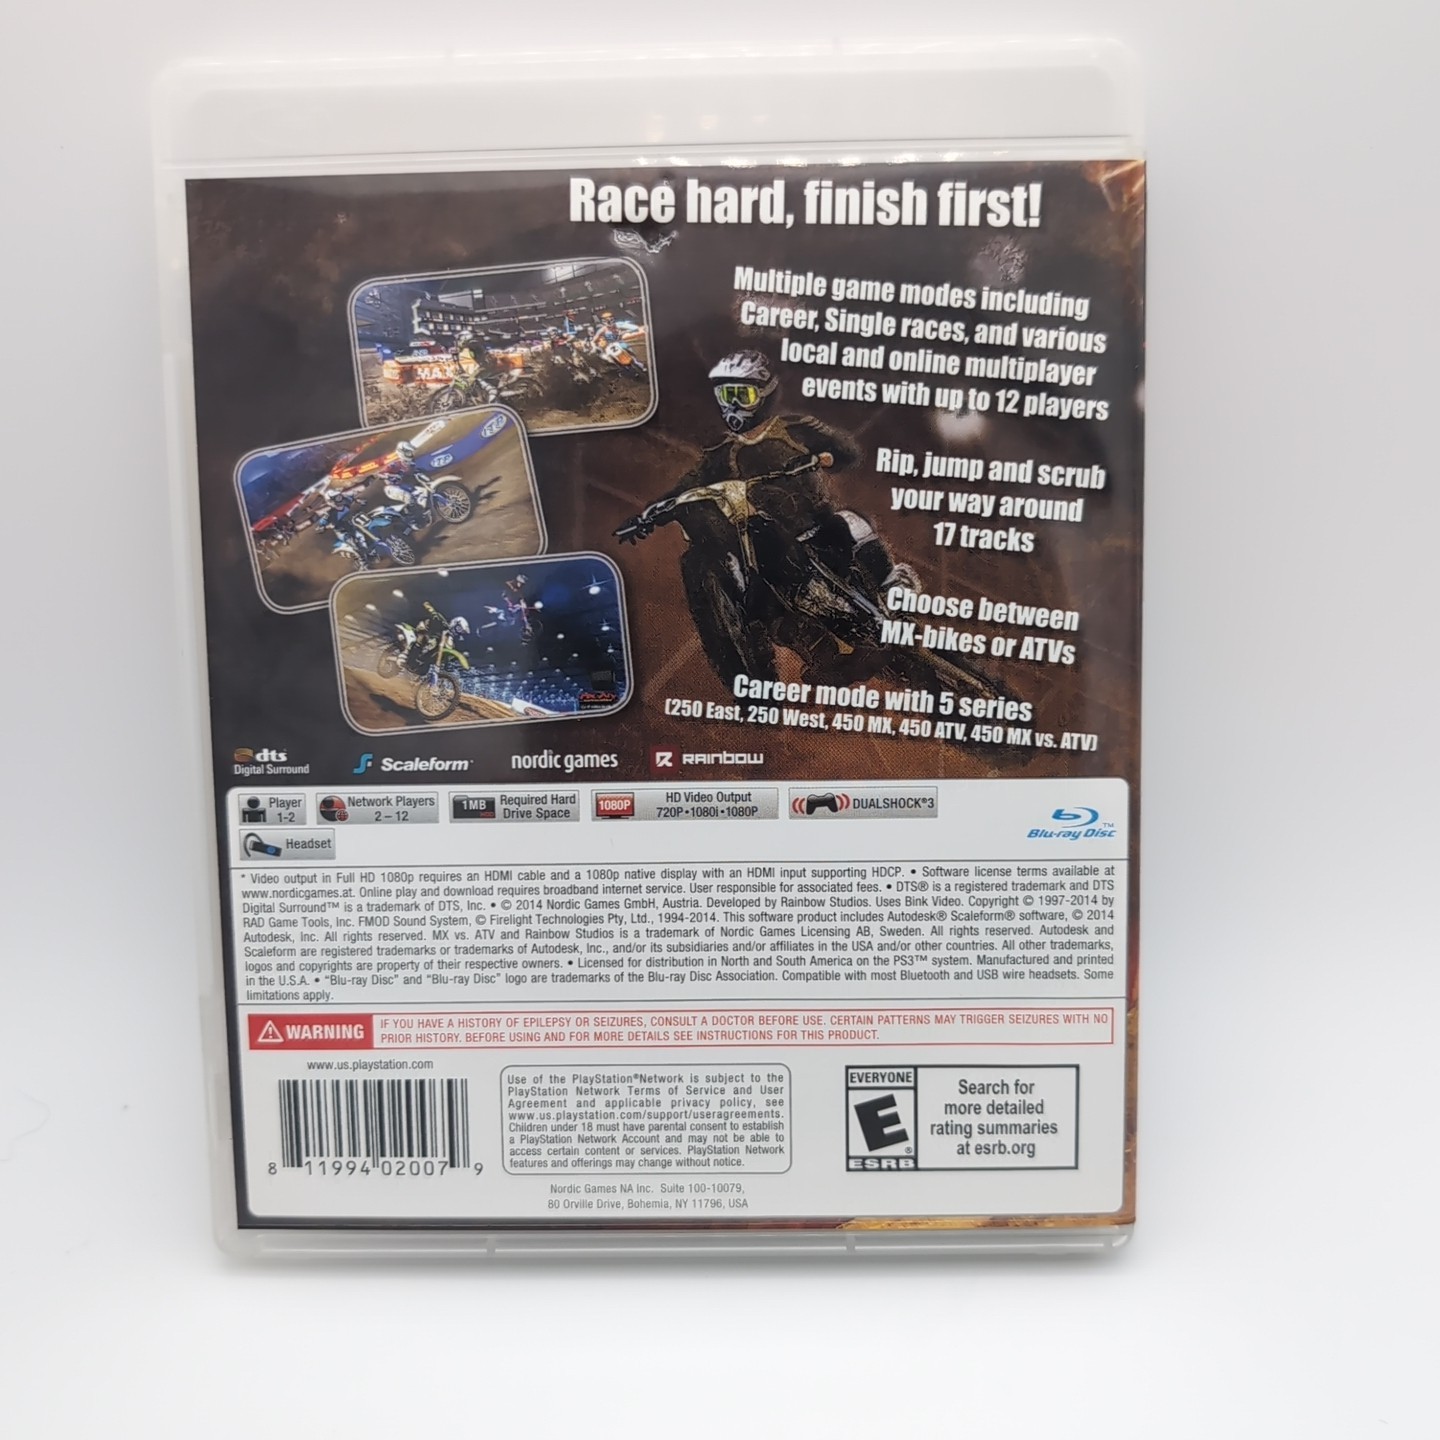 Race hard, finish first!
Multiple game modes including
Career, Single races, and various
local and online multiplayer
events with up to 12 players
Rip, jump and scrub
your way around
17 tracks
Choose between
MX-bikes or ATVs
Career mode with 5 series
(250 East, 250 West, 450 MX, 450 ATV, 450 MX vs. ATV)
dts
Digital Surround
Scaleform
nordic games
RAINBOW
Player
1-2
Network Players
2 – 12
1MB
Required Hard
Drive Space
1080P
HD Video Output
720P•1080i•1080P
DUALSHOCK®3
Headset
Blu-ray Disc™
* Video output in Full HD 1080p requires an HDMI cable and a 1080p native display with an HDMI input supporting HDCP. • Software license terms available at
www.nordicgames.at. Online play and download requires broadband internet service. User responsible for associated fees. • DTS® is a registered trademark and DTS
Digital Surround™ is a trademark of DTS, Inc. • © 2014 Nordic Games GmbH, Austria. Developed by Rainbow Studios. Uses Bink Video. Copyright © 1997-2014 by
RAD Game Tools, Inc. FMOD Sound System, © Firelight Technologies Pty, Ltd., 1994-2014. This software product includes Autodesk® Scaleform® software, © 2014
Autodesk, Inc. All rights reserved. MX vs. ATV and Rainbow Studios is a trademark of Nordic Games Licensing AB, Sweden. All rights reserved. Autodesk and
Scaleform are registered trademarks or trademarks of Autodesk, Inc., and/or its subsidiaries and/or affiliates in the USA and/or other countries. All other trademarks,
logos and copyrights are property of their respective owners. • Licensed for distribution in North and South America on the PS3™ system. Manufactured and printed
in the U.S.A. • “Blu-ray Disc” and “Blu-ray Disc” logo are trademarks of the Blu-ray Disc Association. Compatible with most Bluetooth and USB wire headsets. Some
limitations apply.
WARNING
IF YOU HAVE A HISTORY OF EPILEPSY OR SEIZURES, CONSULT A DOCTOR BEFORE USE. CERTAIN PATTERNS MAY TRIGGER SEIZURES WITH NO
PRIOR HISTORY. BEFORE USING AND FOR MORE DETAILS SEE INSTRUCTIONS FOR THIS PRODUCT.
www.us.playstation.com
8 11994 02007 9
Use of the PlayStation®Network is subject to the
PlayStation Network Terms of Service and User
Agreement and applicable privacy policy, see
www.us.playstation.com/support/useragreements.
Children under 18 must have parental consent to establish
a PlayStation Network Account and may not be able to
access certain content or services. PlayStation Network
features and offerings may change without notice.
Nordic Games NA Inc. Suite 100-10079,
80 Orville Drive, Bohemia, NY 11796, USA
EVERYONE
E
®
ESRB
Search for
more detailed
rating summaries
at esrb.org